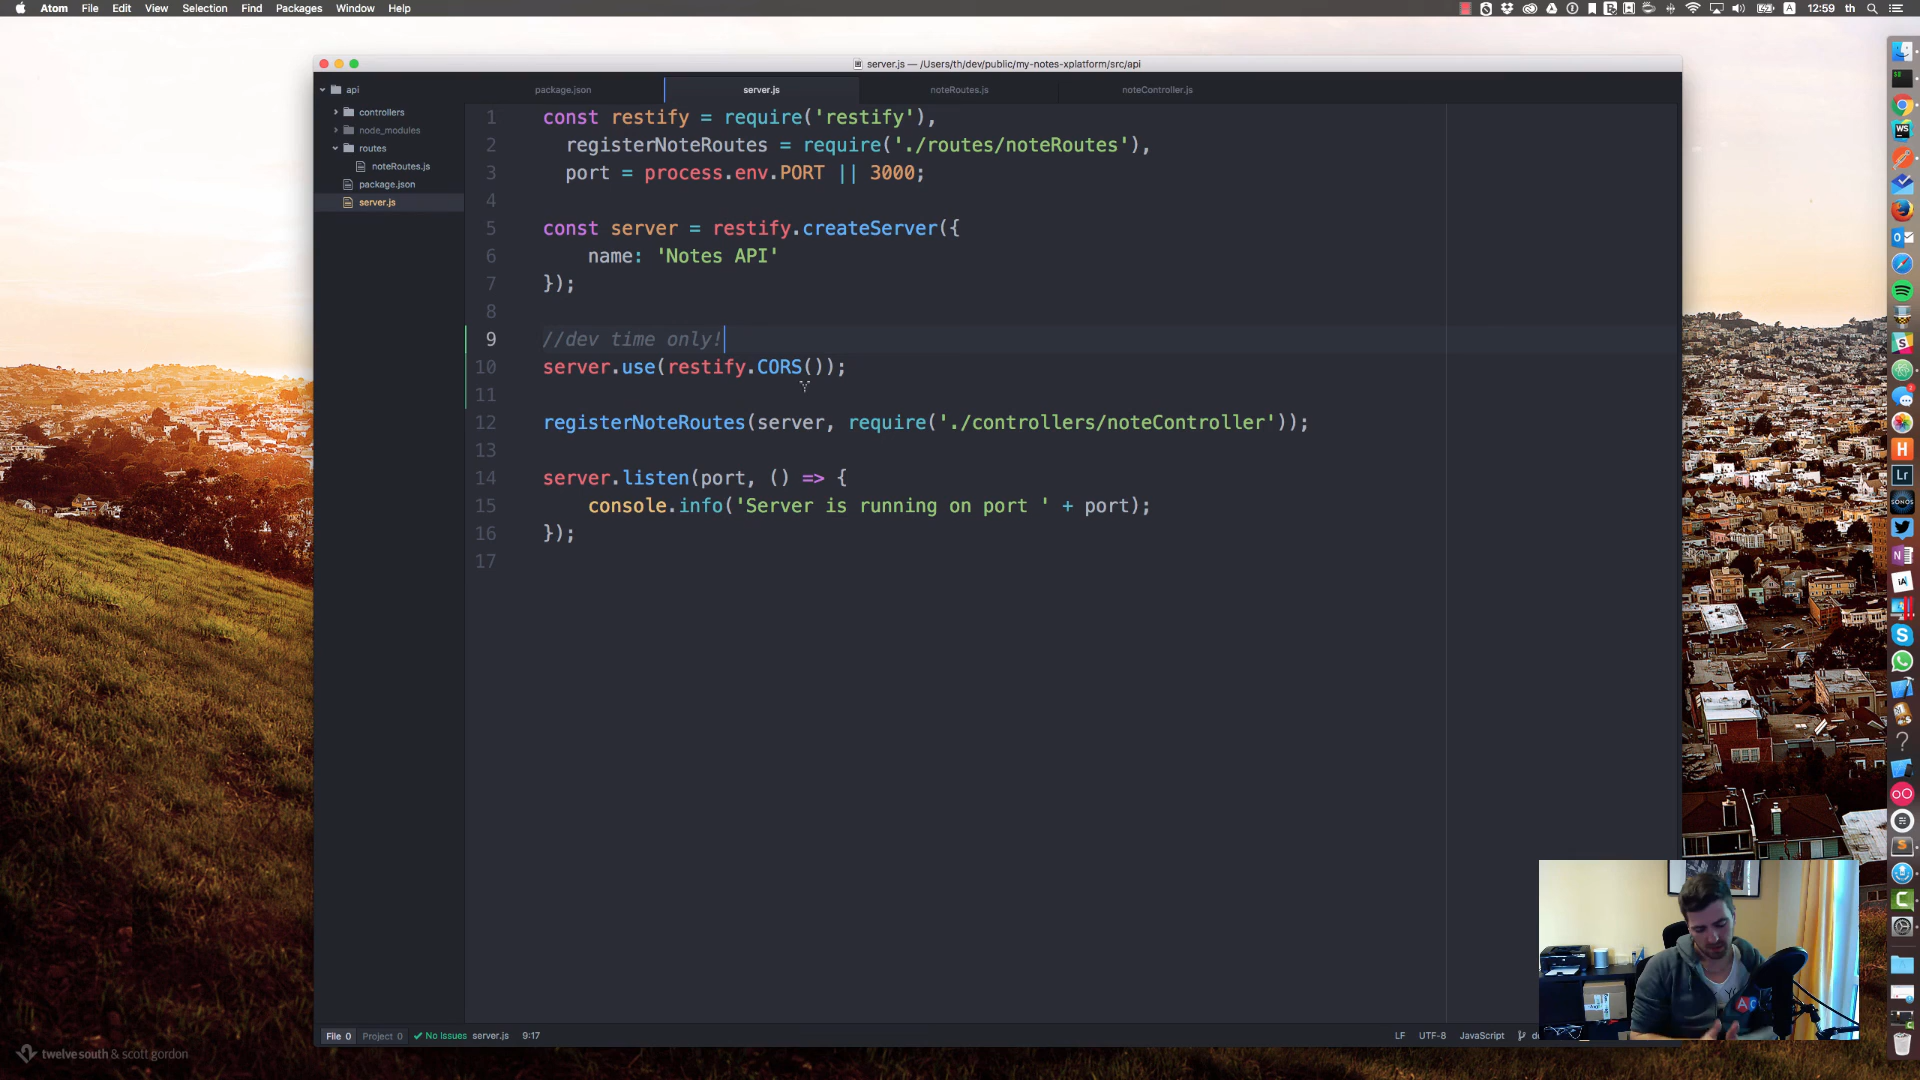 Atom File Edit View Selection Find Packages Window Help
12:59 th
server.js — /Users/th/dev/public/my-notes-xplatform/src/api
api
controllers
node_modules
routes
noteRoutes.js
package.json
server.js
package.json server.js noteRoutes.js noteController.js
1 const restify = require('restify'),
2 registerNoteRoutes = require('./routes/noteRoutes'),
3 port = process.env.PORT || 3000;
4
5 const server = restify.createServer({
6 name: 'Notes API'
7 });
8
9 //dev time only!
10 server.use(restify.CORS());
11
12 registerNoteRoutes(server, require('./controllers/noteController'));
13
14 server.listen(port, () => {
15 console.info('Server is running on port ' + port);
16 });
17
File 0 Project 0 No Issues server.js 9:17
LF UTF-8 JavaScript
twelve south & scott gordon